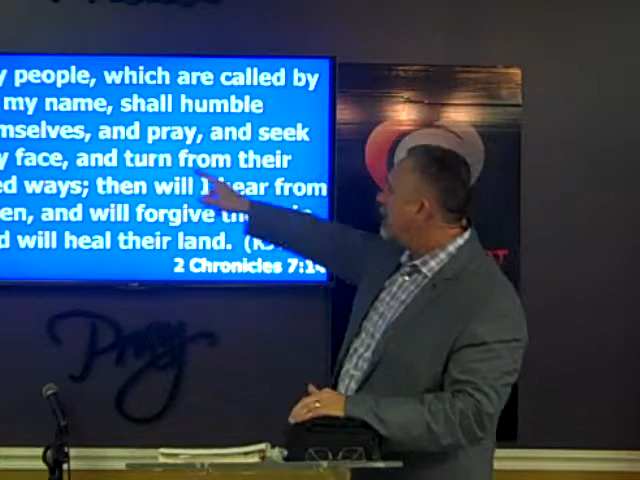 y people, which are called by
my name, shall humble
mselves, and pray, and seek
y face, and turn from their
ed ways; then will I hear from
en, and will forgive
d will heal their land.
2 Chronicles 7:14
Pray